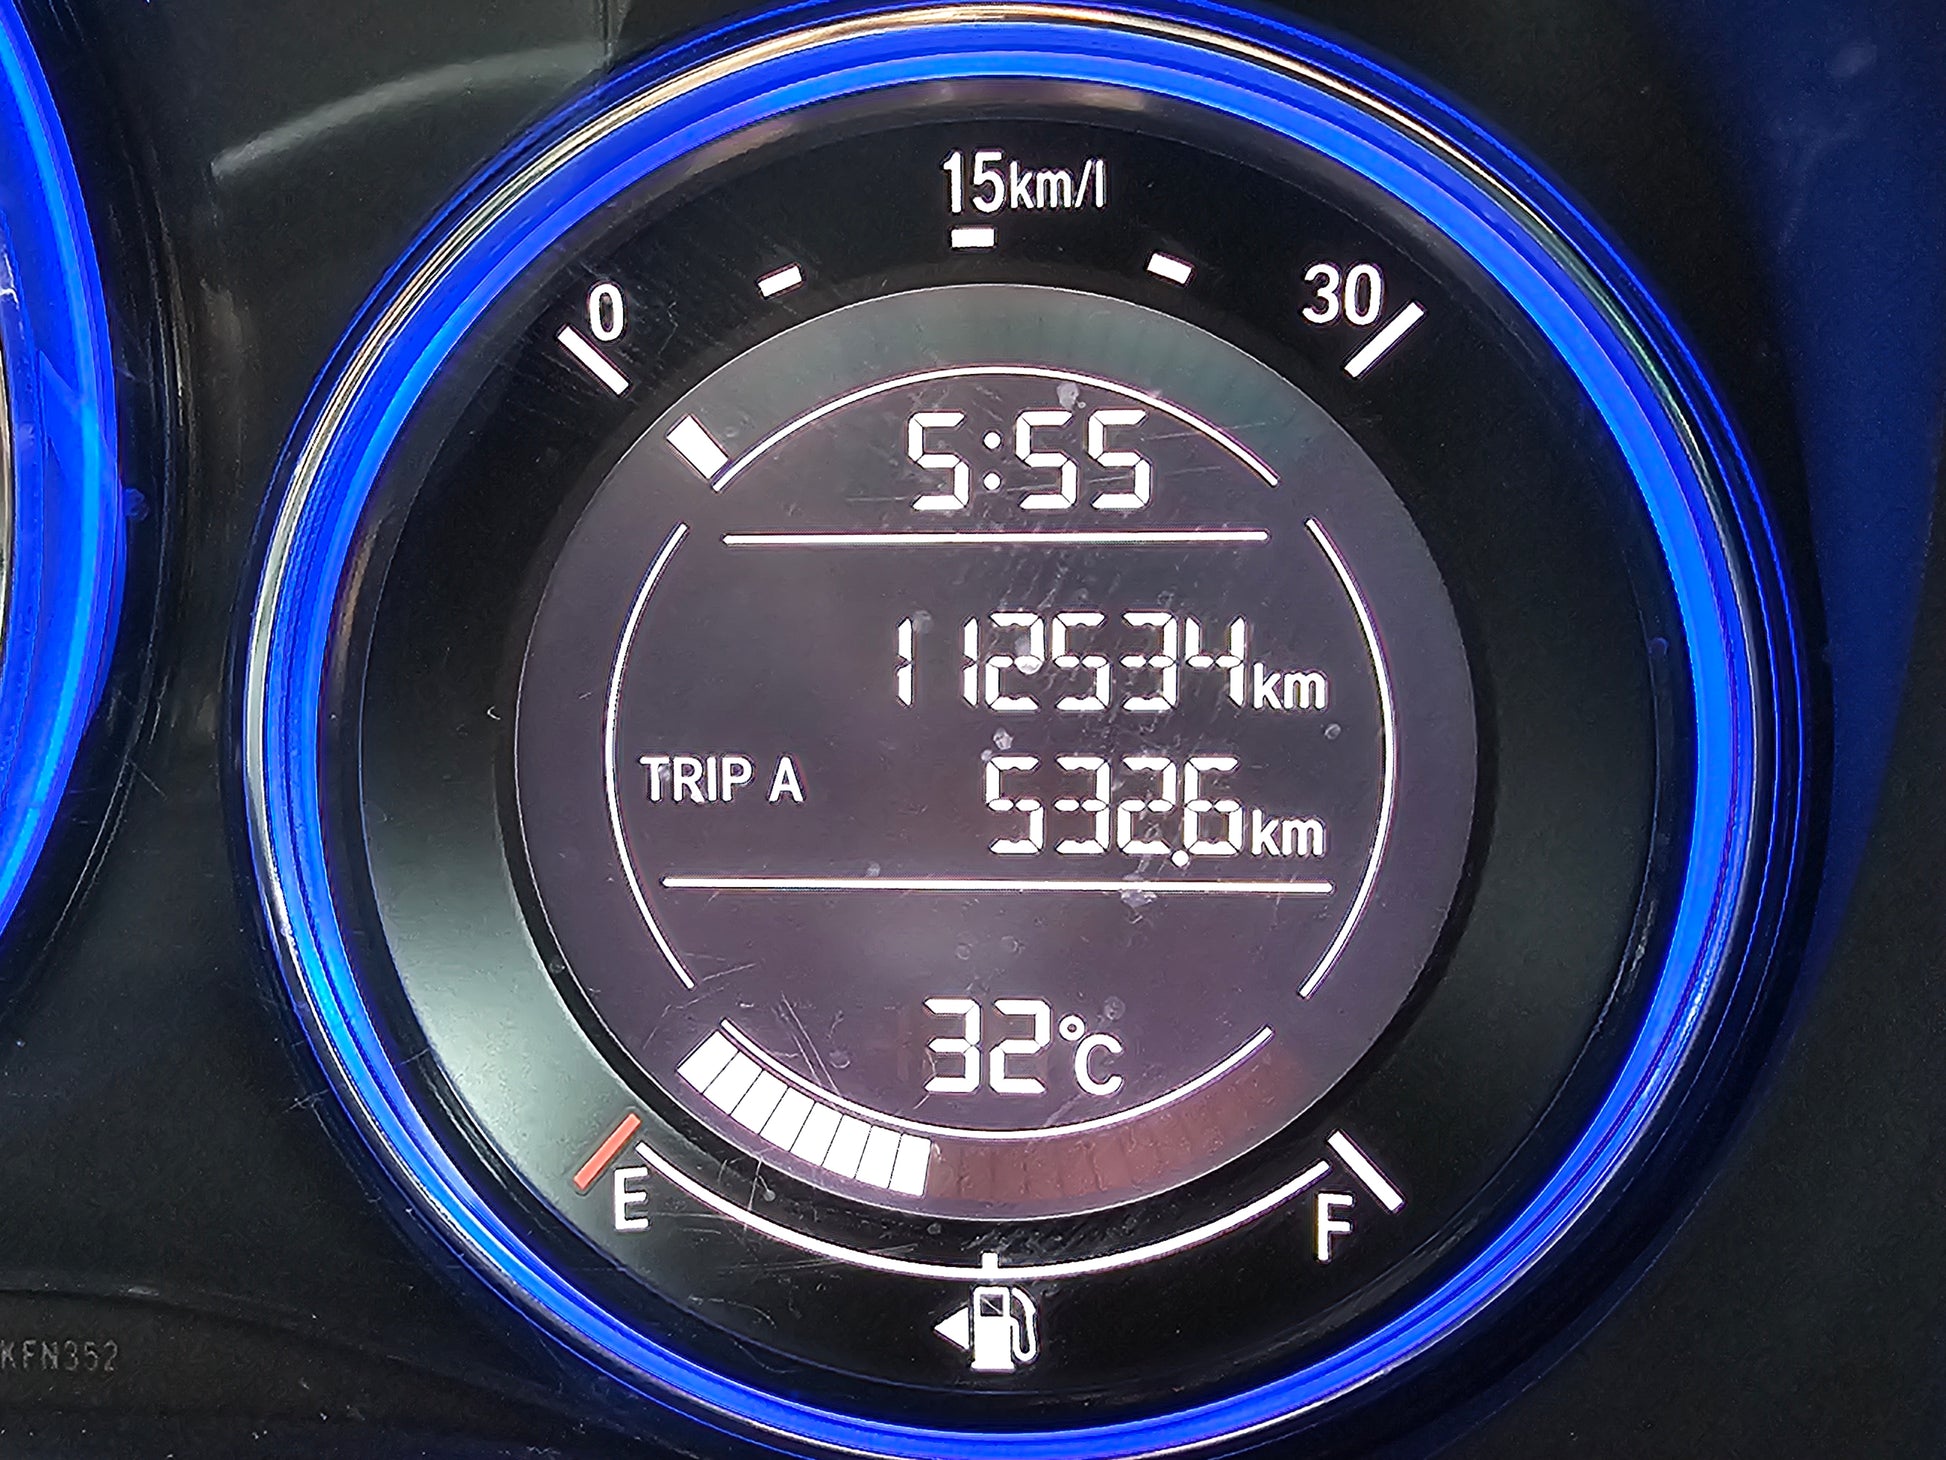 15km/l
0
30
5:55
112534km
TRIP A 532.6km
32°C
E
F
KFN352